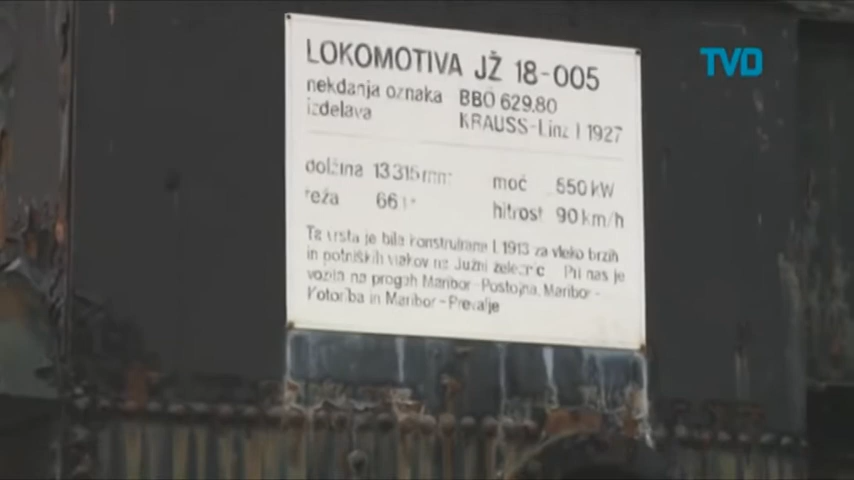 LOKOMOTIVA JŽ 18-005
nekdanja oznaka BBÖ 629.80
izdelava KRAUSS-Linz l 1927
dolžina 13315 mm moč 550 kW
teža 66 t hitrost 90 km/h
Ta vrsta je bila konstruirana l. 1913 za vleko brzih
in potniških vlakov na Južni železnici Pri nas je
vozila na progah Maribor-Postojna, Maribor-
Kotoriba in Maribor-Prevalje
TVD